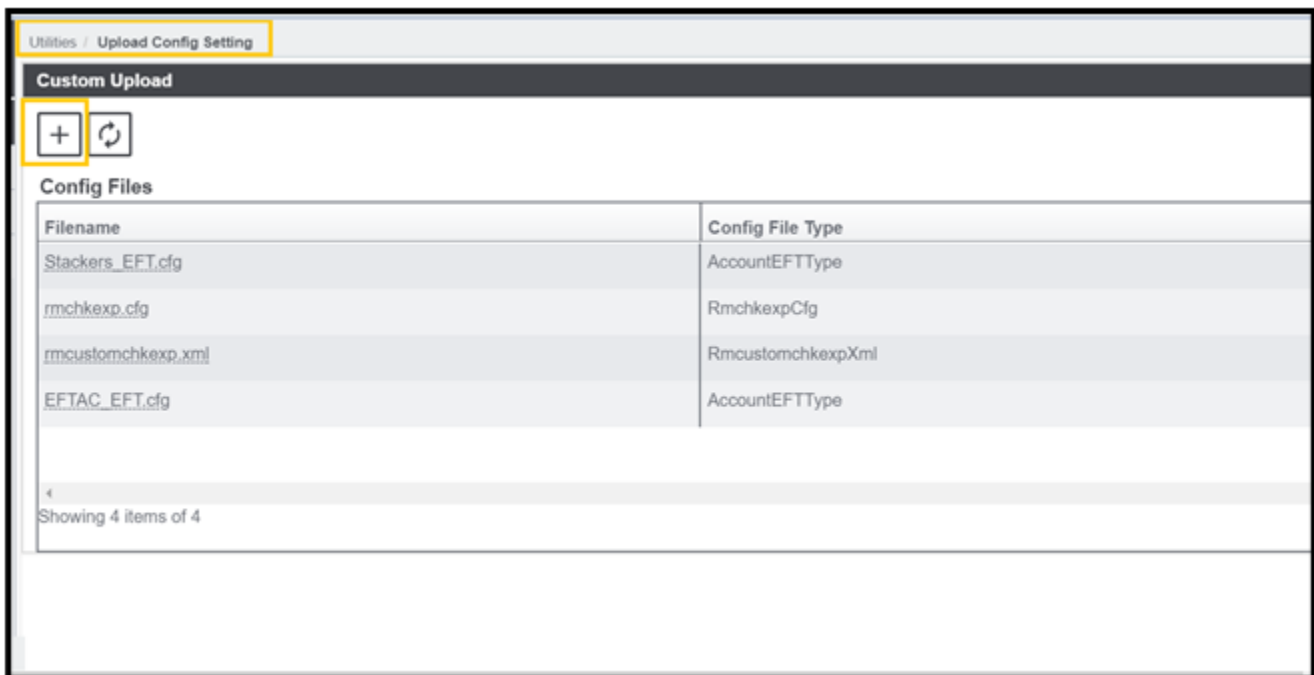 Utilities / Upload Config Setting
Custom Upload
Config Files
Filename Config File Type
Stackers_EFT.cfg AccountEFTType
rmchkexp.cfg RmchkexpCfg
rmcustomchkexp.xml RmcustomchkexpXml
EFTAC_EFT.cfg AccountEFTType
Showing 4 items of 4